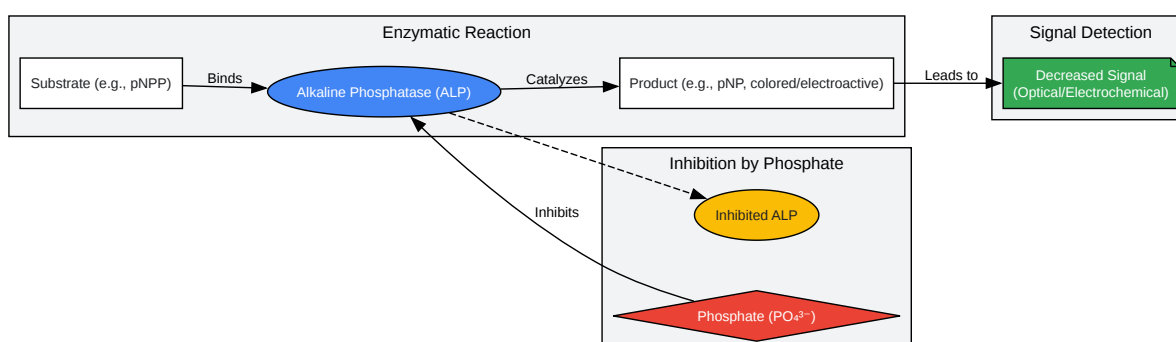 Enzymatic Reaction
Signal Detection
Substrate (e.g., pNPP)
Binds
Alkaline Phosphatase (ALP)
Catalyzes
Product (e.g., pNP, colored/electroactive)
Leads to
Decreased Signal
(Optical/Electrochemical)
Inhibition by Phosphate
Inhibits
Inhibited ALP
Phosphate (PO₄³⁻)